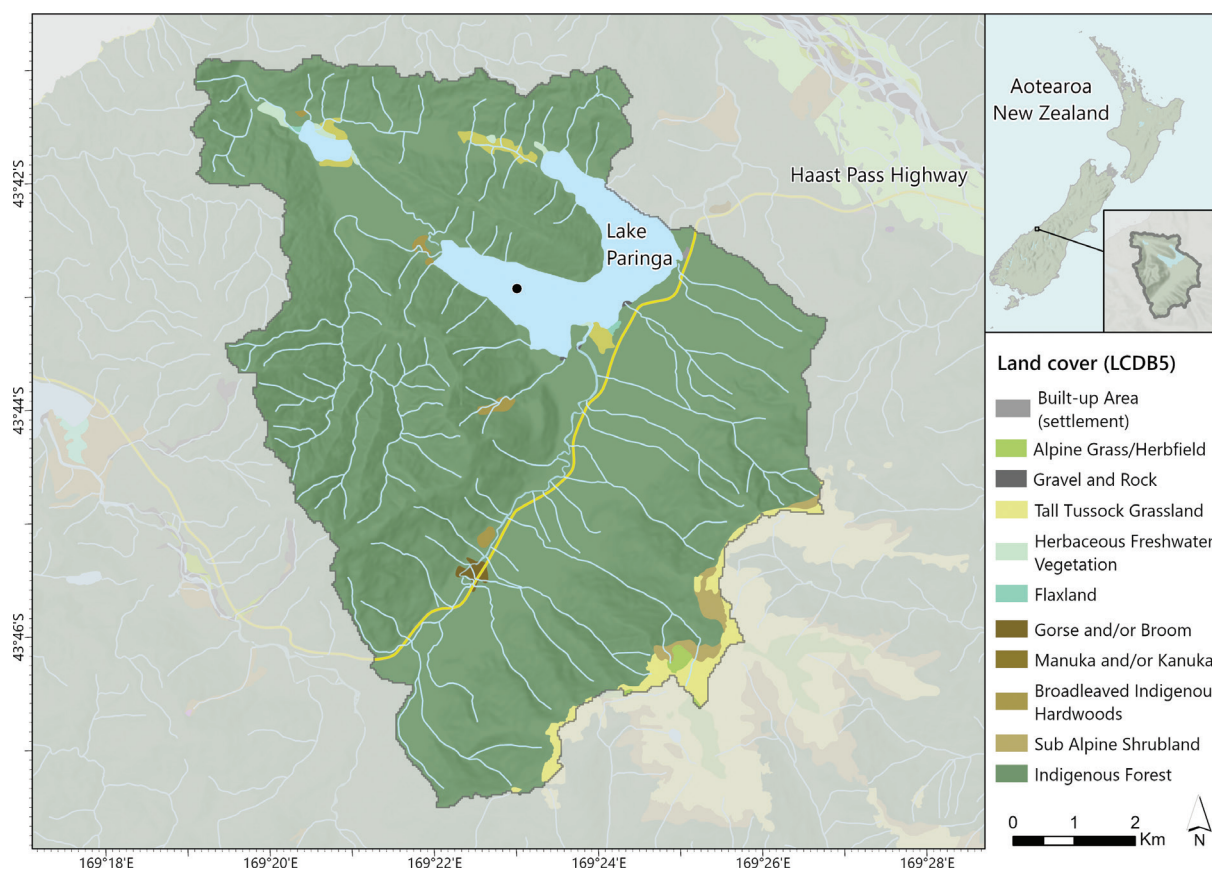 Aotearoa
New Zealand
Haast Pass Highway
Lake
Paringa
43°42'S
43°44'S
43°46'S
169°18'E
169°20'E
169°22'E
169°24'E
169°26'E
169°28'E
Land cover (LCDB5)
Built-up Area
(settlement)
Alpine Grass/Herbfield
Gravel and Rock
Tall Tussock Grassland
Herbaceous Freshwater
Vegetation
Flaxland
Gorse and/or Broom
Manuka and/or Kanuka
Broadleaved Indigenous
Hardwoods
Sub Alpine Shrubland
Indigenous Forest
0 1 2
Km
N